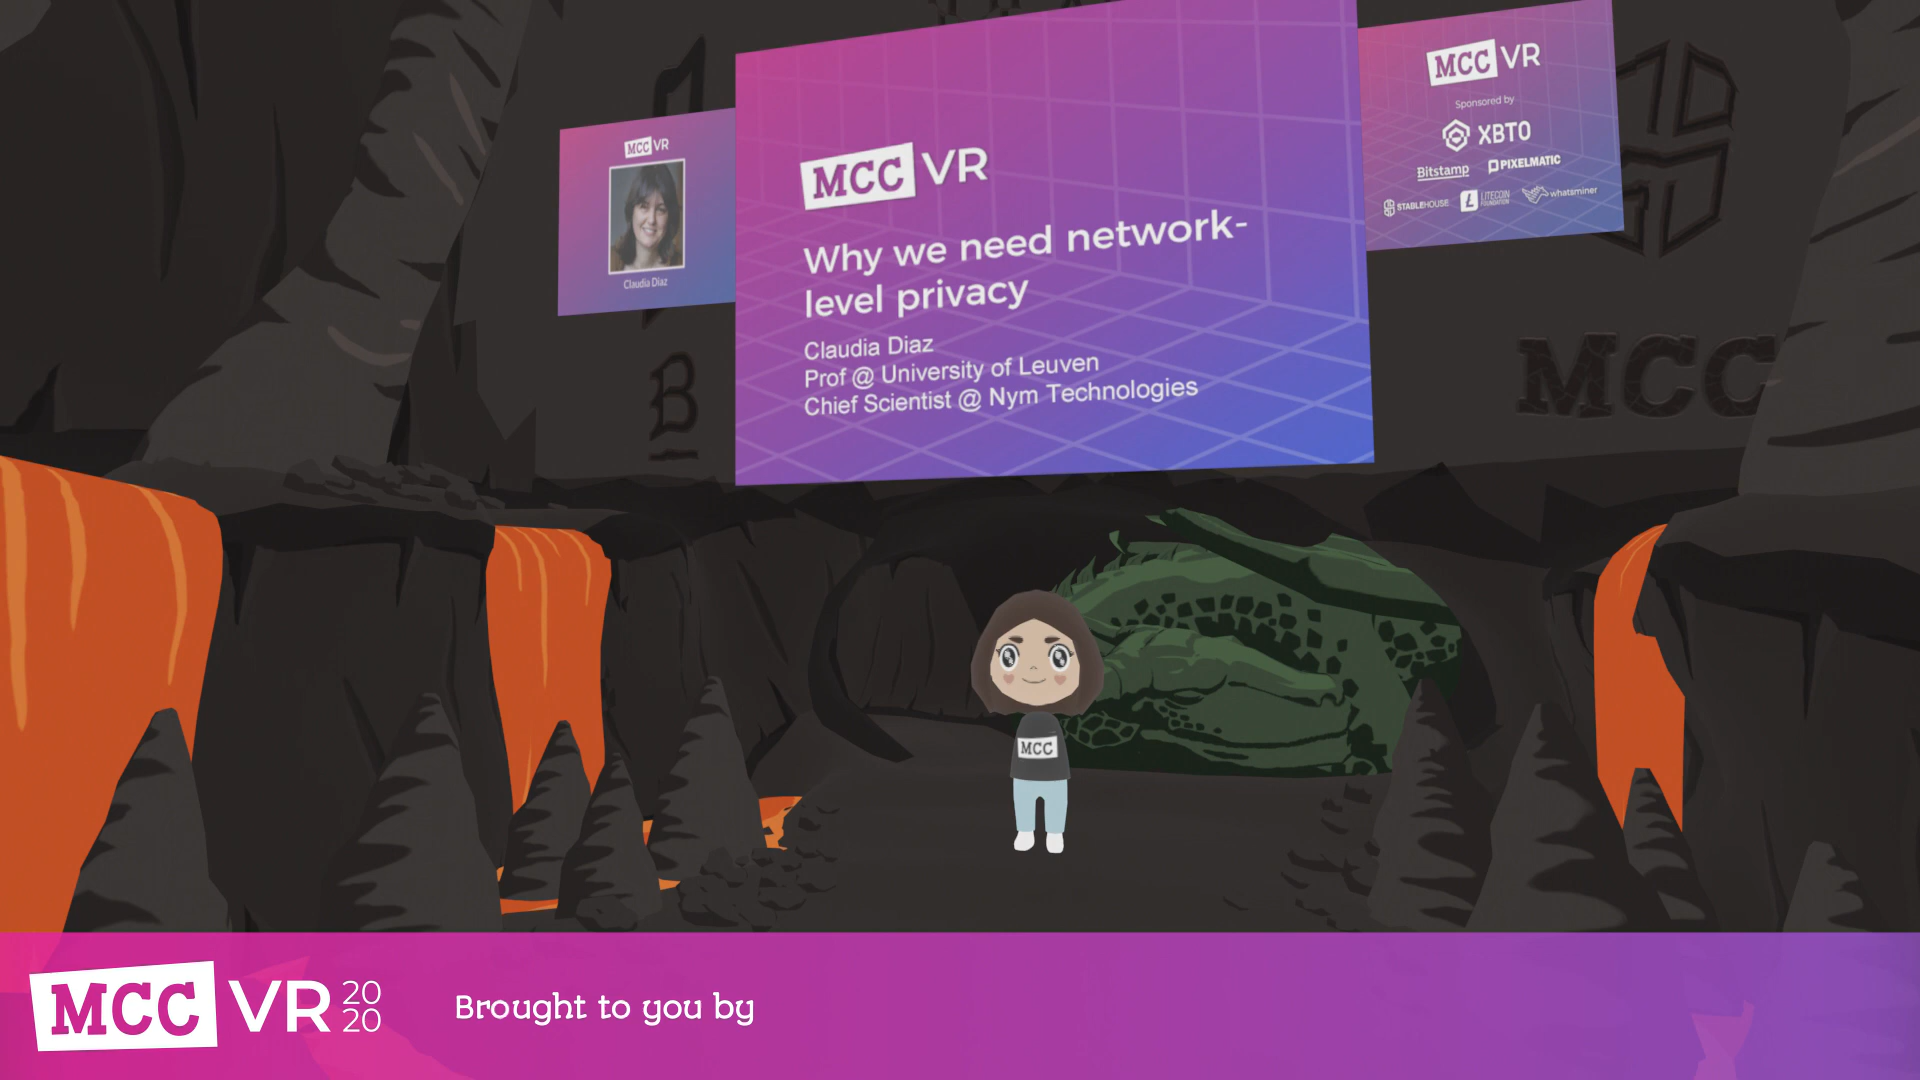 MCC VR
Claudia Diaz
MCC VR
Why we need network-
level privacy
Claudia Diaz
Prof @ University of Leuven
Chief Scientist @ Nym Technologies
MCC VR
Sponsored by
XBTO
Bitstamp PIXELMATIC
STABLEHOUSE LITECOIN FOUNDATION whatsminer
B
MCC
MCC
MCC VR 2020
Brought to you by